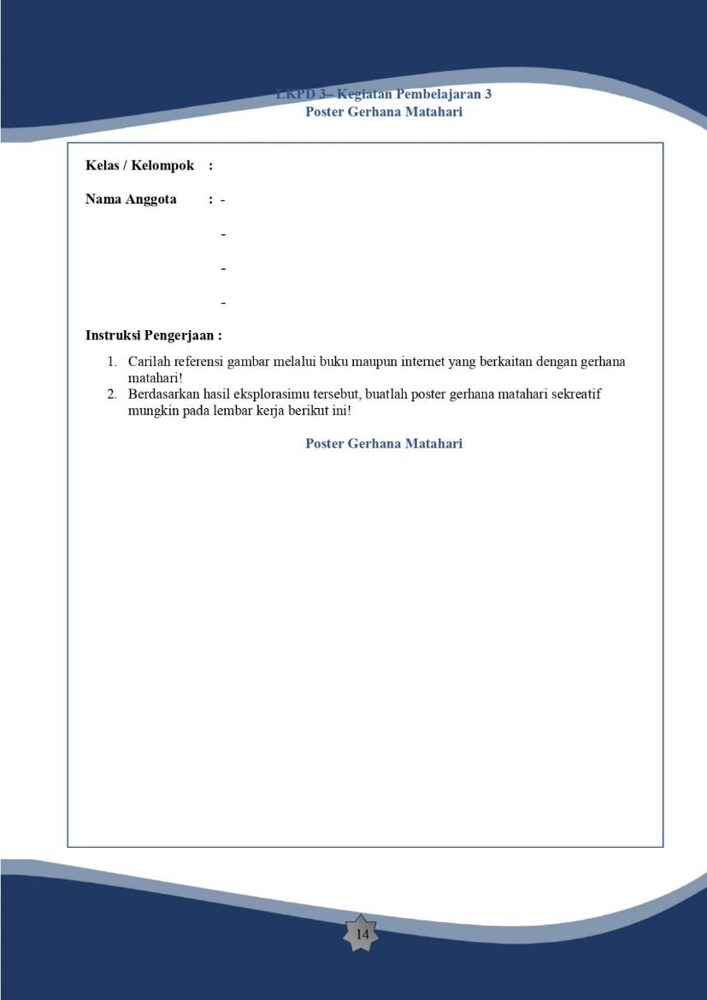 LKPD 3– Kegiatan Pembelajaran 3
Poster Gerhana Matahari
Kelas / Kelompok :
Nama Anggota : -
-
-
-
Instruksi Pengerjaan :
1. Carilah referensi gambar melalui buku maupun internet yang berkaitan dengan gerhana
matahari!
2. Berdasarkan hasil eksplorasimu tersebut, buatlah poster gerhana matahari sekreatif
mungkin pada lembar kerja berikut ini!
Poster Gerhana Matahari
14